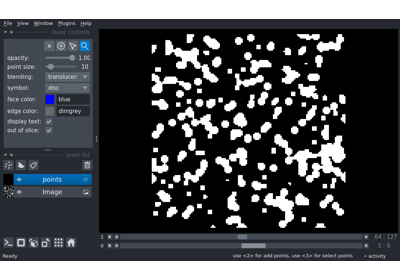 File View Window Plugins Help
layer controls
opacity: 1.00
point size: 10
blending: translucen
symbol: disc
face color: blue
edge color: dimgrey
display text:
out of slice:
layer list
points
Image
2 64 127
0 5 9
Ready use <2> for add points, use <3> for select points activity